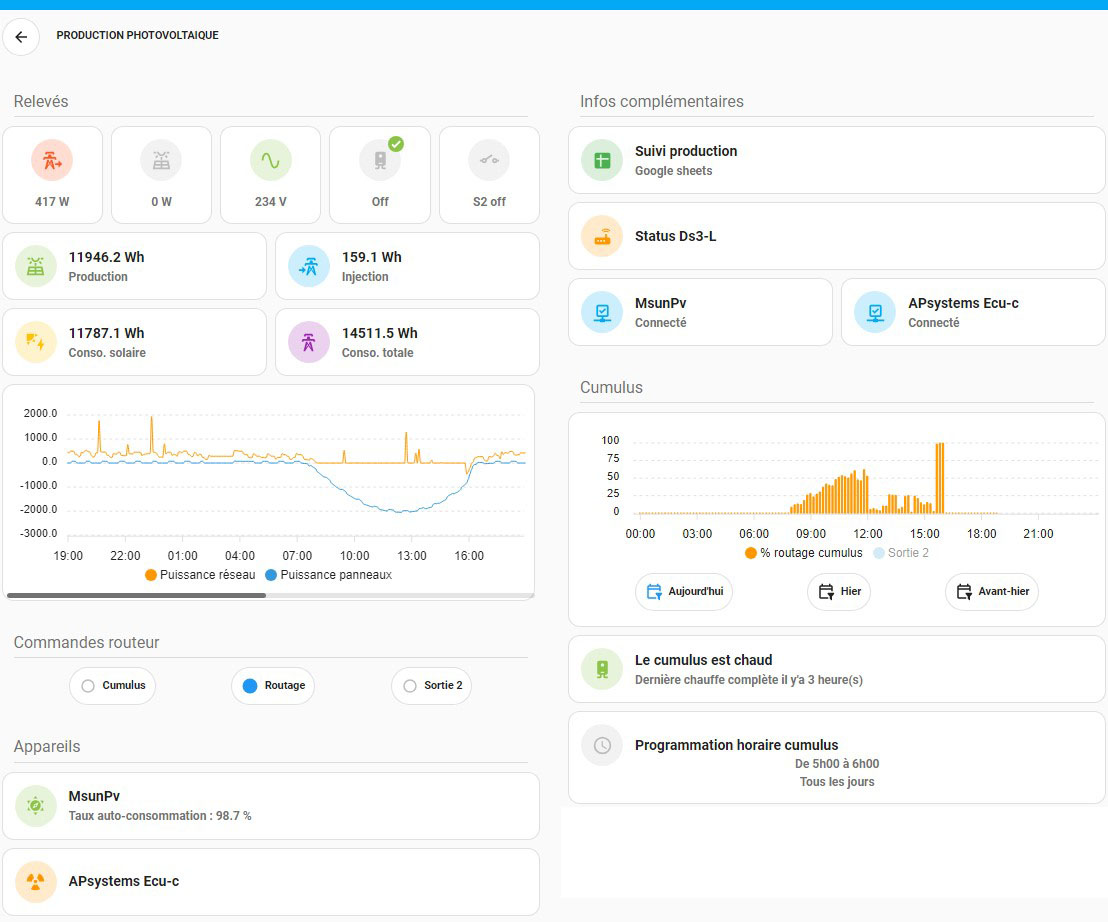 PRODUCTION PHOTOVOLTAIQUE
Relevés
417 W
0 W
234 V
Off
S2 off
11946.2 Wh
Production
159.1 Wh
Injection
11787.1 Wh
Conso. solaire
14511.5 Wh
Conso. totale
2000.0
1000.0
0.0
-1000.0
-2000.0
-3000.0
19:00 22:00 01:00 04:00 07:00 10:00 13:00 16:00
Puissance réseau Puissance panneaux
Commandes routeur
Cumulus
Routage
Sortie 2
Appareils
MsunPv
Taux auto-consommation : 98.7 %
APsystems Ecu-c
Infos complémentaires
Suivi production
Google sheets
Status Ds3-L
MsunPv
Connecté
APsystems Ecu-c
Connecté
Cumulus
100
75
50
25
0
00:00 03:00 06:00 09:00 12:00 15:00 18:00 21:00
% routage cumulus Sortie 2
Aujourd'hui
Hier
Avant-hier
Le cumulus est chaud
Dernière chauffe complète il y'a 3 heure(s)
Programmation horaire cumulus
De 5h00 à 6h00
Tous les jours